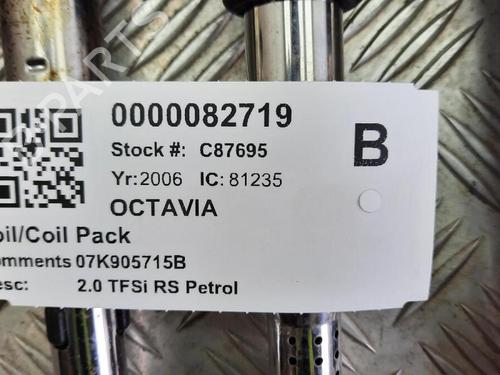 0000082719
Stock #: C87695
B
Yr:2006 IC: 81235
OCTAVIA
oil/Coil Pack
omments 07K905715B
esc: 2.0 TFSi RS Petrol
PARTS